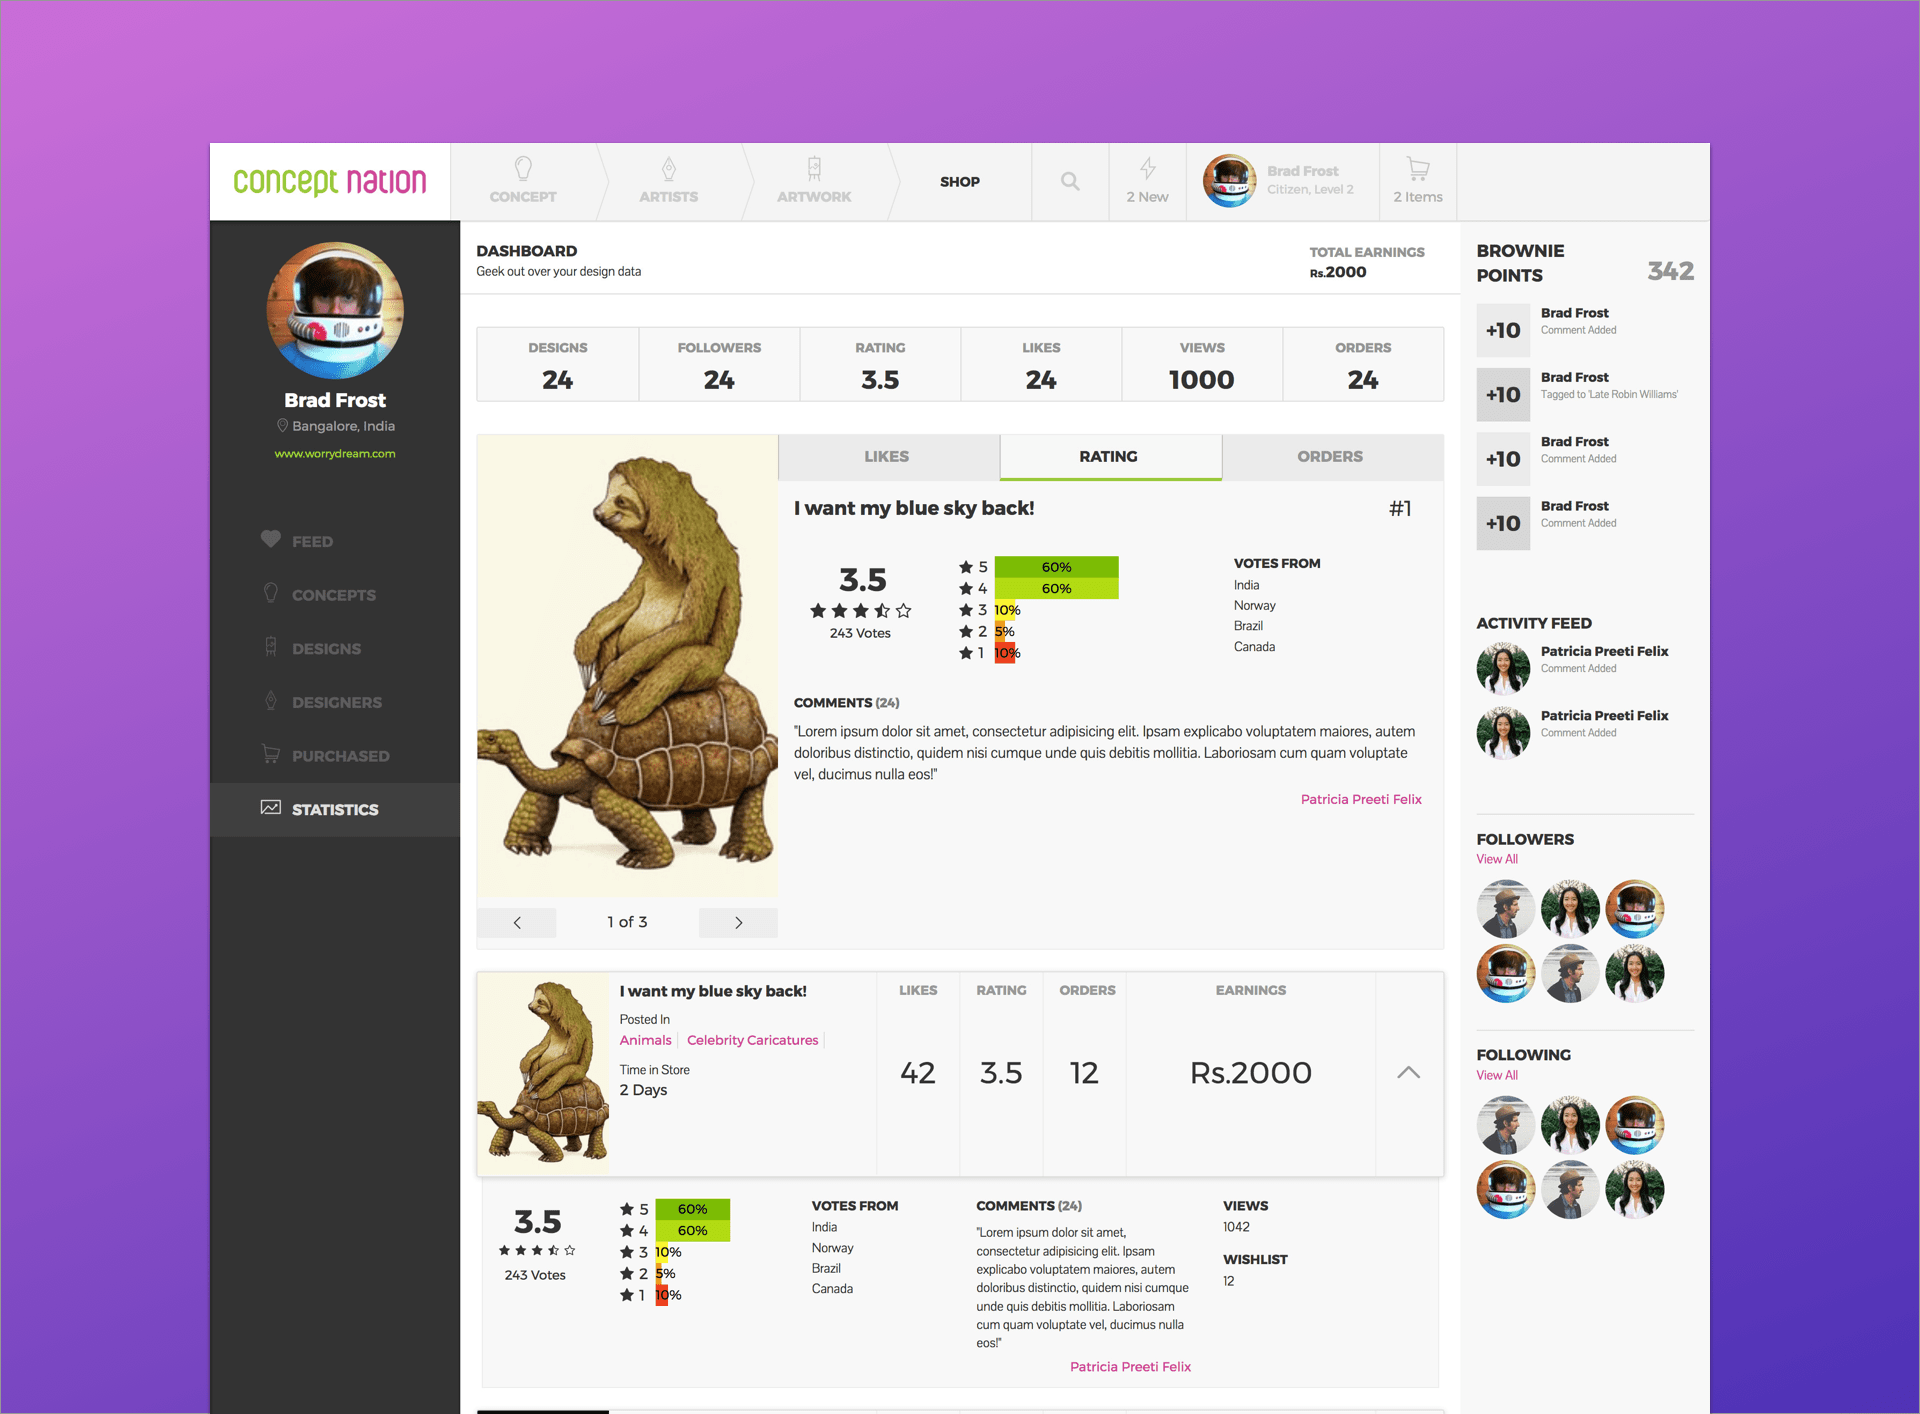 concept nation
CONCEPT
ARTISTS
ARTWORK
SHOP
2 New
Brad Frost
Citizen, Level 2
2 Items
Brad Frost
Bangalore, India
www.worrydream.com
FEED
CONCEPTS
DESIGNS
DESIGNERS
PURCHASED
STATISTICS
DASHBOARD
Geek out over your design data
TOTAL EARNINGS
Rs.2000
DESIGNS
24
FOLLOWERS
24
RATING
3.5
LIKES
24
VIEWS
1000
ORDERS
24
LIKES
RATING
ORDERS
I want my blue sky back!
#1
3.5
243 Votes
5 60%
4 60%
3 10%
2 5%
1 10%
VOTES FROM
India
Norway
Brazil
Canada
COMMENTS (24)
"Lorem ipsum dolor sit amet, consectetur adipisicing elit. Ipsam explicabo voluptatem maiores, autem
doloribus distinctio, quidem nisi cumque unde quis debitis mollitia. Laboriosam cum quam voluptate
vel, ducimus nulla eos!"
Patricia Preeti Felix
1 of 3
I want my blue sky back!
Posted In
Animals
Celebrity Caricatures
Time in Store
2 Days
LIKES
42
RATING
3.5
ORDERS
12
EARNINGS
Rs.2000
3.5
243 Votes
5 60%
4 60%
3 10%
2 5%
1 10%
VOTES FROM
India
Norway
Brazil
Canada
COMMENTS (24)
"Lorem ipsum dolor sit amet,
consectetur adipisicing elit. Ipsam
explicabo voluptatem maiores, autem
doloribus distinctio, quidem nisi cumque
unde quis debitis mollitia. Laboriosam
cum quam voluptate vel, ducimus nulla
eos!"
Patricia Preeti Felix
VIEWS
1042
WISHLIST
12
BROWNIE
POINTS
342
+10
Brad Frost
Comment Added
+10
Brad Frost
Tagged to 'Late Robin Williams'
+10
Brad Frost
Comment Added
+10
Brad Frost
Comment Added
ACTIVITY FEED
Patricia Preeti Felix
Comment Added
Patricia Preeti Felix
Comment Added
FOLLOWERS
View All
FOLLOWING
View All